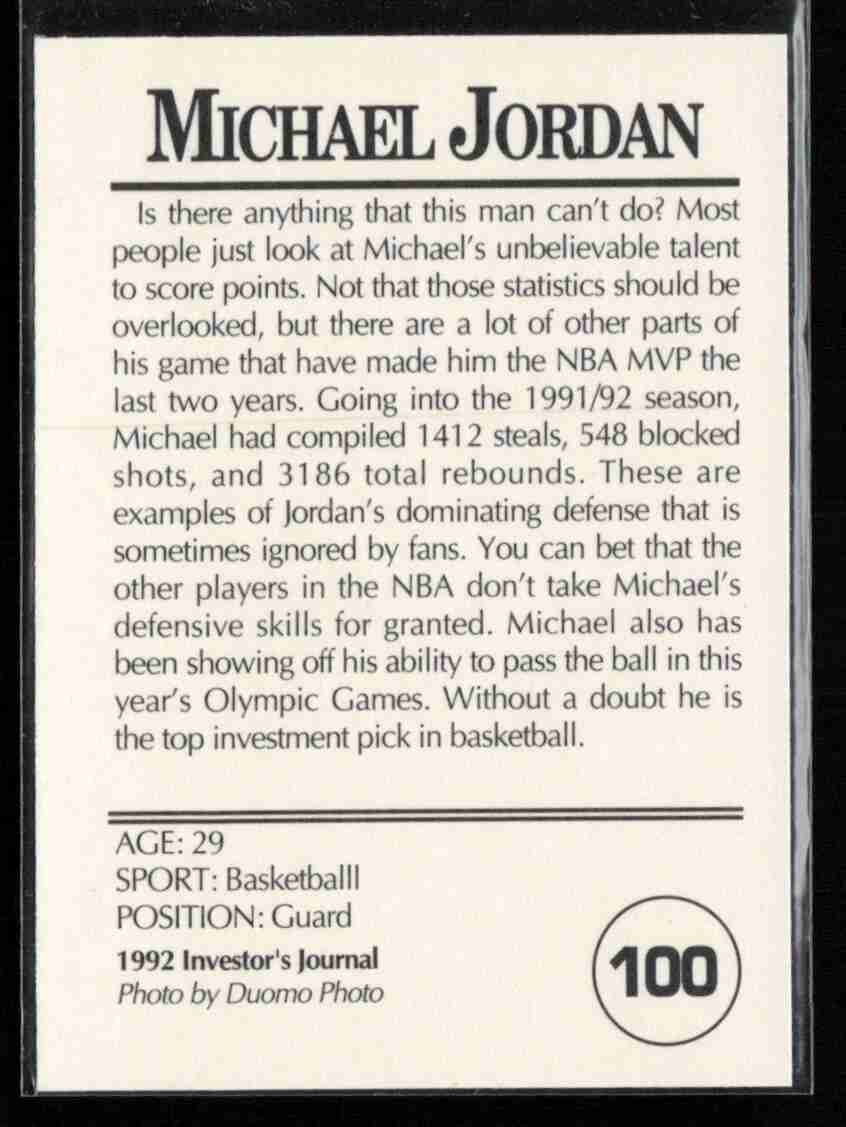 MICHAEL JORDAN
Is there anything that this man can't do? Most
people just look at Michael's unbelievable talent
to score points. Not that those statistics should be
overlooked, but there are a lot of other parts of
his game that have made him the NBA MVP the
last two years. Going into the 1991/92 season,
Michael had compiled 1412 steals, 548 blocked
shots, and 3186 total rebounds. These are
examples of Jordan's dominating defense that is
sometimes ignored by fans. You can bet that the
other players in the NBA don't take Michael's
defensive skills for granted. Michael also has
been showing off his ability to pass the ball in this
year's Olympic Games. Without a doubt he is
the top investment pick in basketball.
AGE: 29
SPORT: Basketballl
POSITION: Guard
1992 Investor's Journal
Photo by Duomo Photo
100